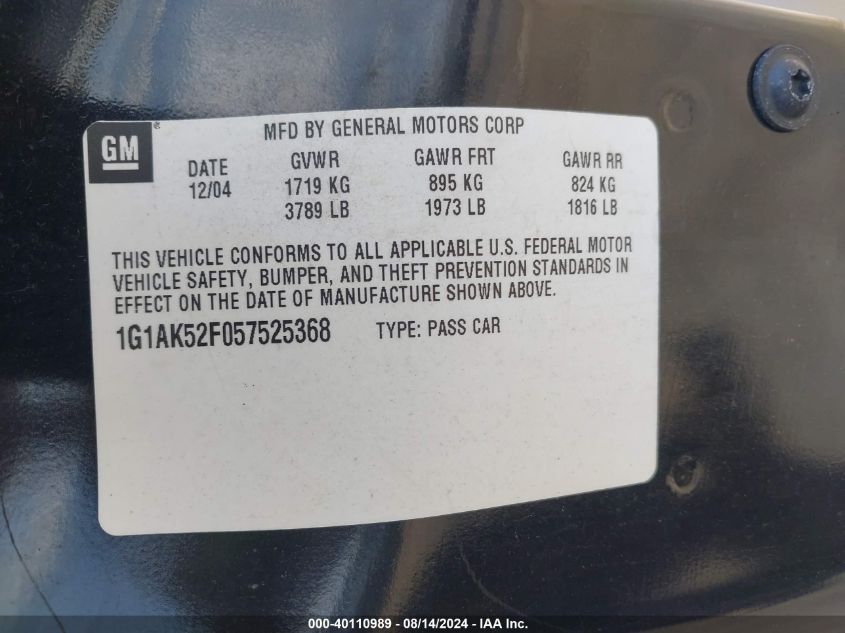 GM ®
MFD BY GENERAL MOTORS CORP
DATE GVWR GAWR FRT GAWR RR
12/04 1719 KG 895 KG 824 KG
3789 LB 1973 LB 1816 LB
THIS VEHICLE CONFORMS TO ALL APPLICABLE U.S. FEDERAL MOTOR
VEHICLE SAFETY, BUMPER, AND THEFT PREVENTION STANDARDS IN
EFFECT ON THE DATE OF MANUFACTURE SHOWN ABOVE.
1G1AK52F057525368 TYPE: PASS CAR
000-40110989 - 08/14/2024 - IAA Inc.